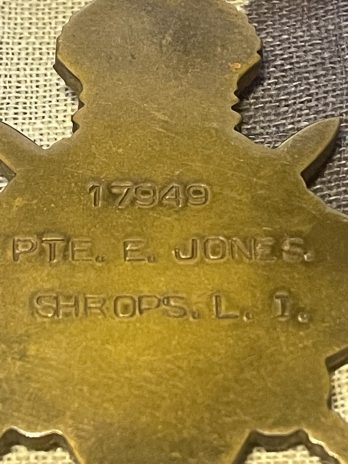 17949
PTE. E. JONES.
SHROPS. L. I.